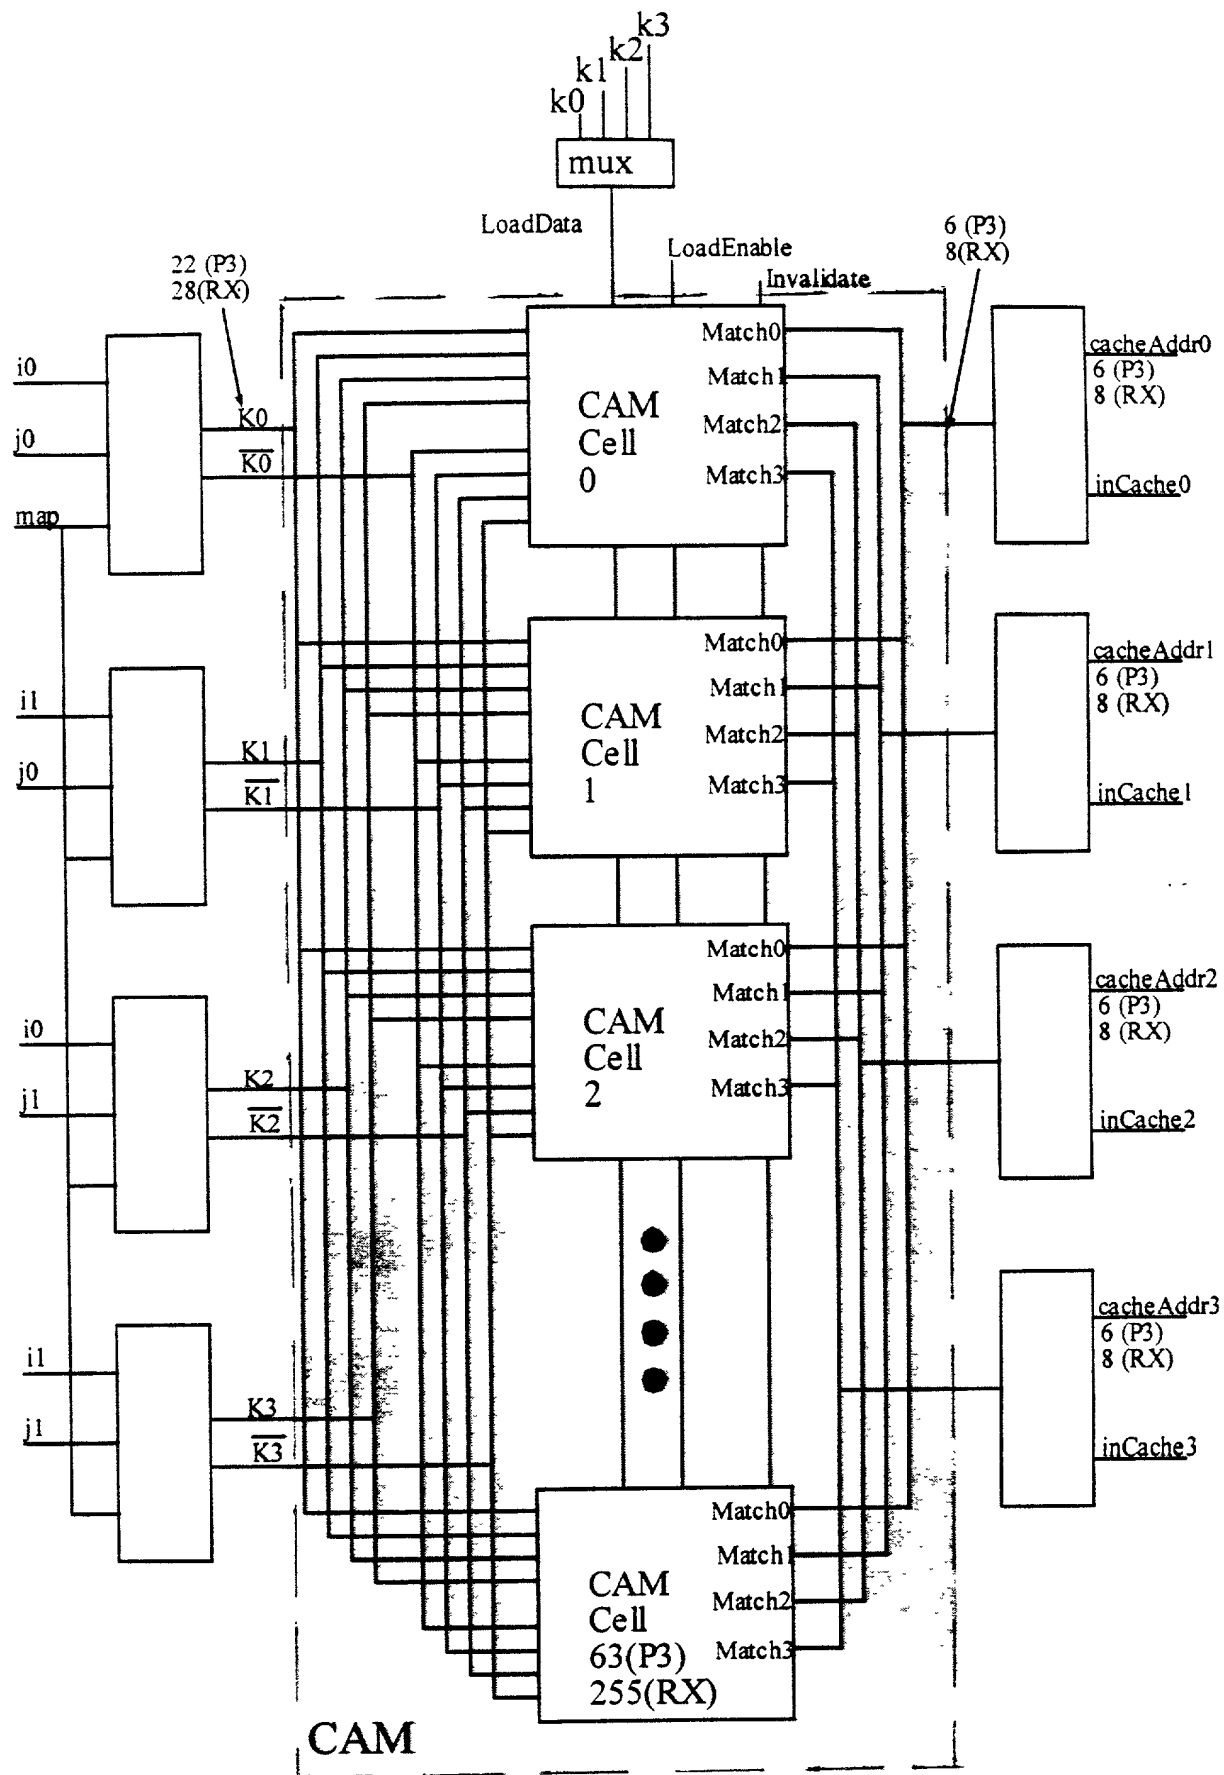 k3
k2
k1
k0
mux
LoadData
LoadEnable
Invalidate
22 (P3)
28(RX)
6 (P3)
8(RX)
i0
j0
map
K0
K0
CAM
Cell
0
Match0
Match1
Match2
Match3
cacheAddr0
6 (P3)
8 (RX)
inCache0
i1
j0
K1
K1
CAM
Cell
1
Match0
Match1
Match2
Match3
cacheAddr1
6 (P3)
8 (RX)
inCache1
i0
j1
K2
K2
CAM
Cell
2
Match0
Match1
Match2
Match3
cacheAddr2
6 (P3)
8 (RX)
inCache2
i1
j1
K3
K3
cacheAddr3
6 (P3)
8 (RX)
inCache3
CAM
Cell
63(P3)
255(RX)
Match0
Match1
Match2
Match3
CAM